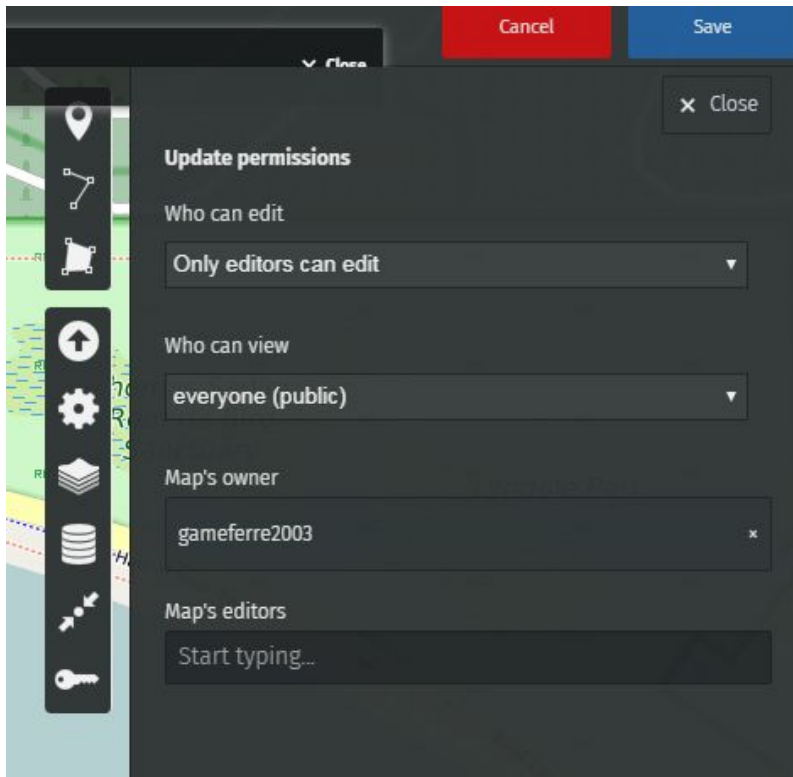 Cancel
Save
Close
× Close
Update permissions
Who can edit
Only editors can edit
Who can view
everyone (public)
Map's owner
gameferre2003
×
Map's editors
Start typing...